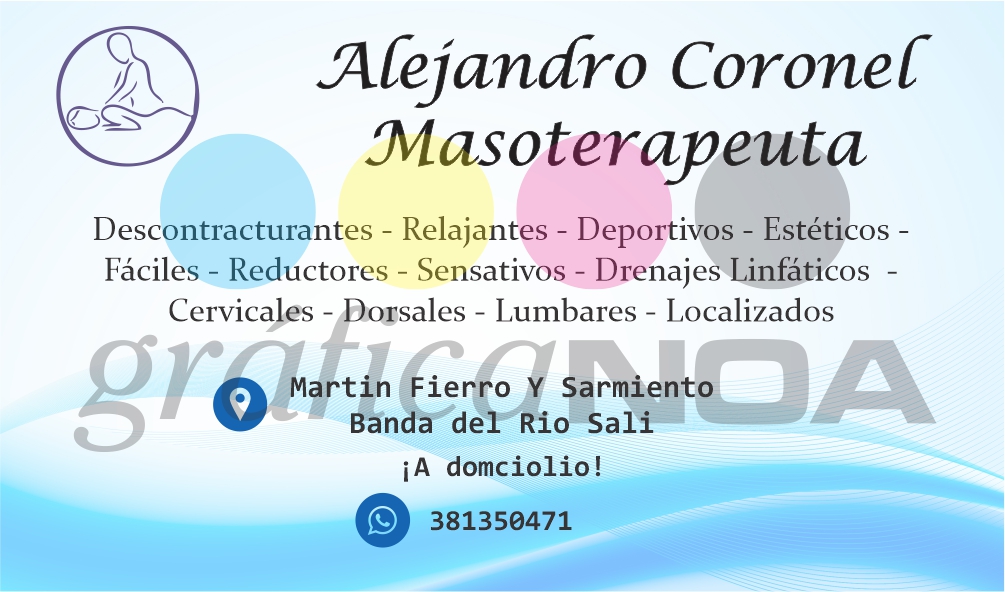 Alejandro Coronel
Masoterapeuta
Descontracturantes - Relajantes - Deportivos - Estéticos -
Fáciles - Reductores - Sensativos - Drenajes Linfáticos -
Cervicales - Dorsales - Lumbares - Localizados
gráficaNOA
Martin Fierro Y Sarmiento
Banda del Rio Sali
¡A domciolio!
381350471